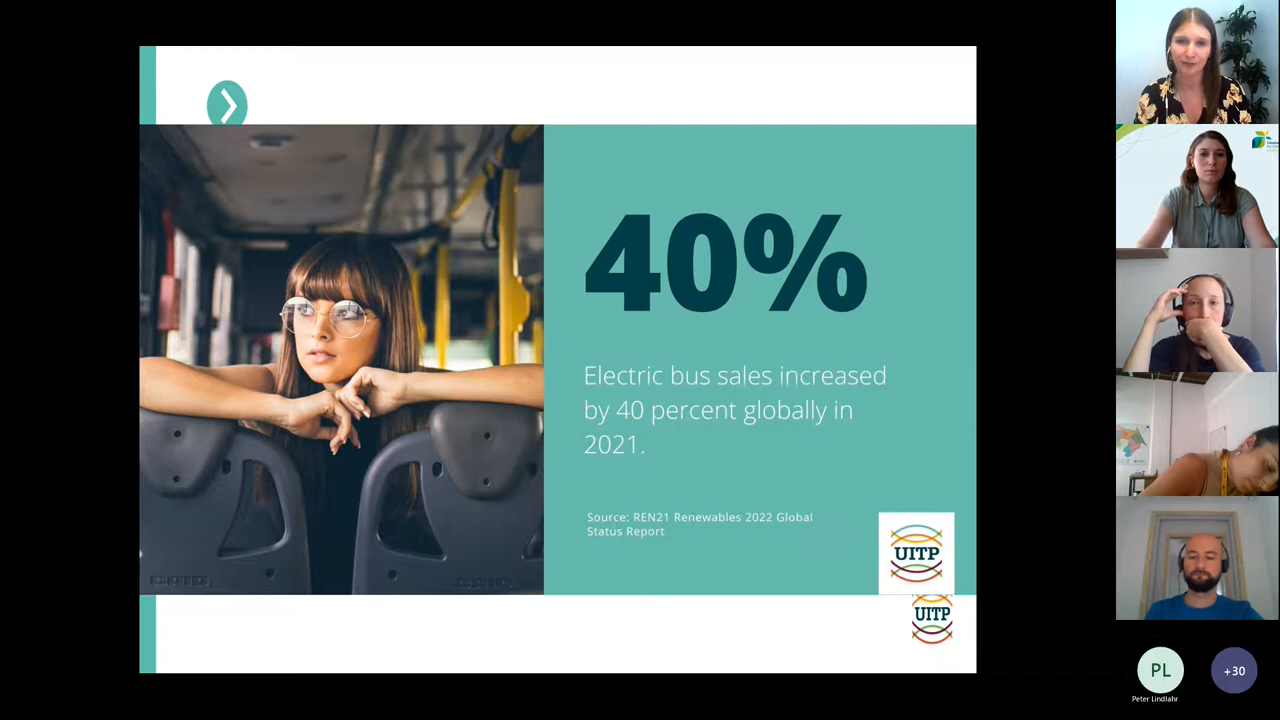 40%
Electric bus sales increased
by 40 percent globally in
2021.
Source: REN21 Renewables 2022 Global
Status Report
UITP
UITP
PL
Peter Lindlahr
+30